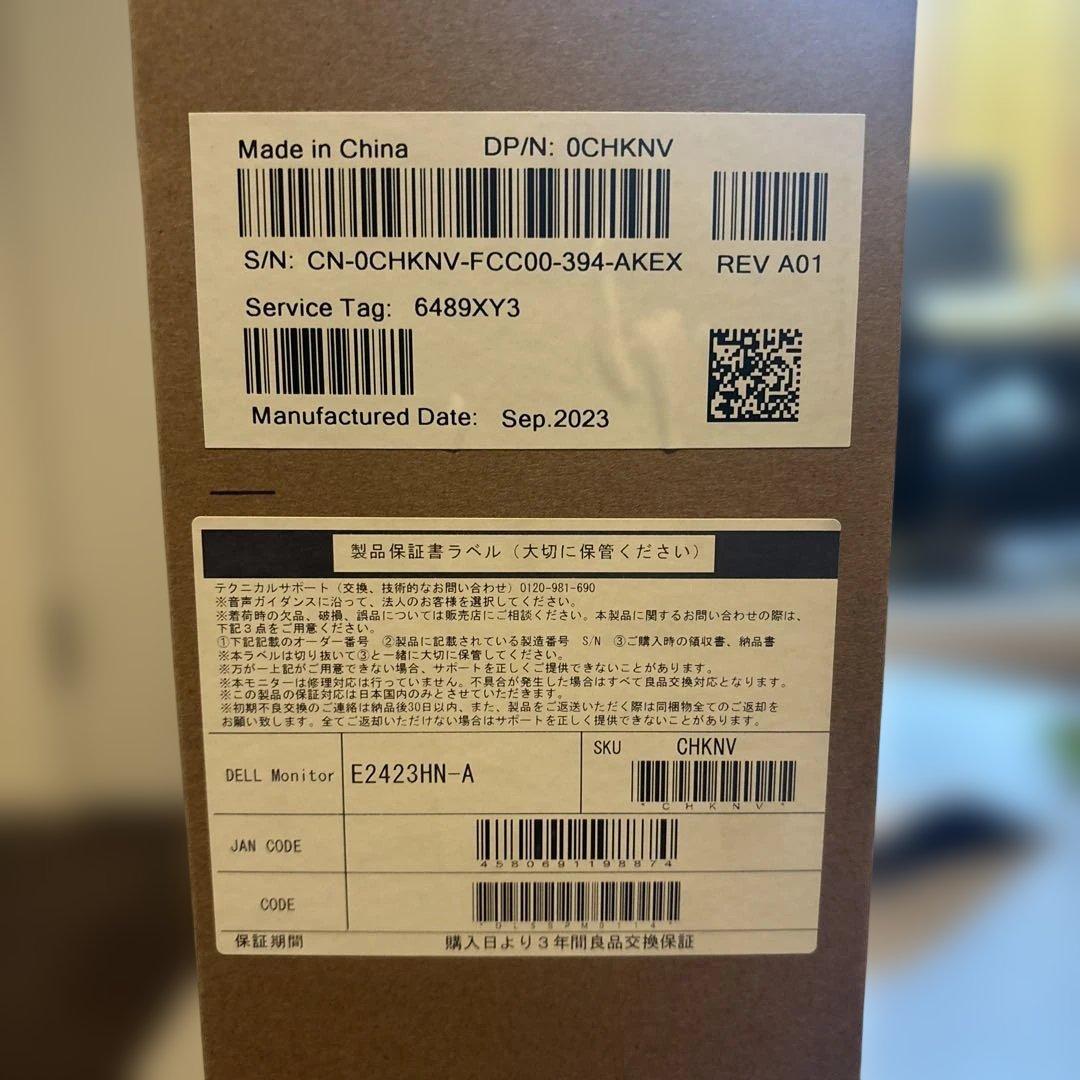 Made in China DP/N: 0CHKNV
S/N: CN-0CHKNV-FCC00-394-AKEX REV A01
Service Tag: 6489XY3
Manufactured Date: Sep.2023
製品保証書ラベル（大切に保管ください）
テクニカルサポート（交換、技術的なお問い合わせ）0120-981-690
※音声ガイダンスに沿って、法人のお客様を選択してください。
※着荷時の欠品、破損、誤品については販売店にご相談ください。本製品に関するお問い合わせの際は、
下記３点をご用意ください。
①下記記載のオーダー番号 ②製品に記載されている製造番号 S/N ③ご購入時の領収書、納品書
※本ラベルは切り抜いて③と一緒に大切に保管してください。
※万が一上記がご用意できない場合、サポートを正しくご提供できないことがあります。
※本モニターは修理対応は行っていません。不具合が発生した場合はすべて良品交換対応となります。
※この製品の保証対応は日本国内のみとさせていただきます。
※初期不良交換のご連絡は納品後30日以内、また、製品をご返送いただく際は同梱物全てのご返却を
お願い致します。全てご返却いただけない場合はサポートを正しく提供できないことがあります。
DELL Monitor E2423HN-A SKU CHKNV
*CHKNV*
JAN CODE
4580691198874
CODE
*DLSSPM0114*
保証期間 購入日より３年間良品交換保証